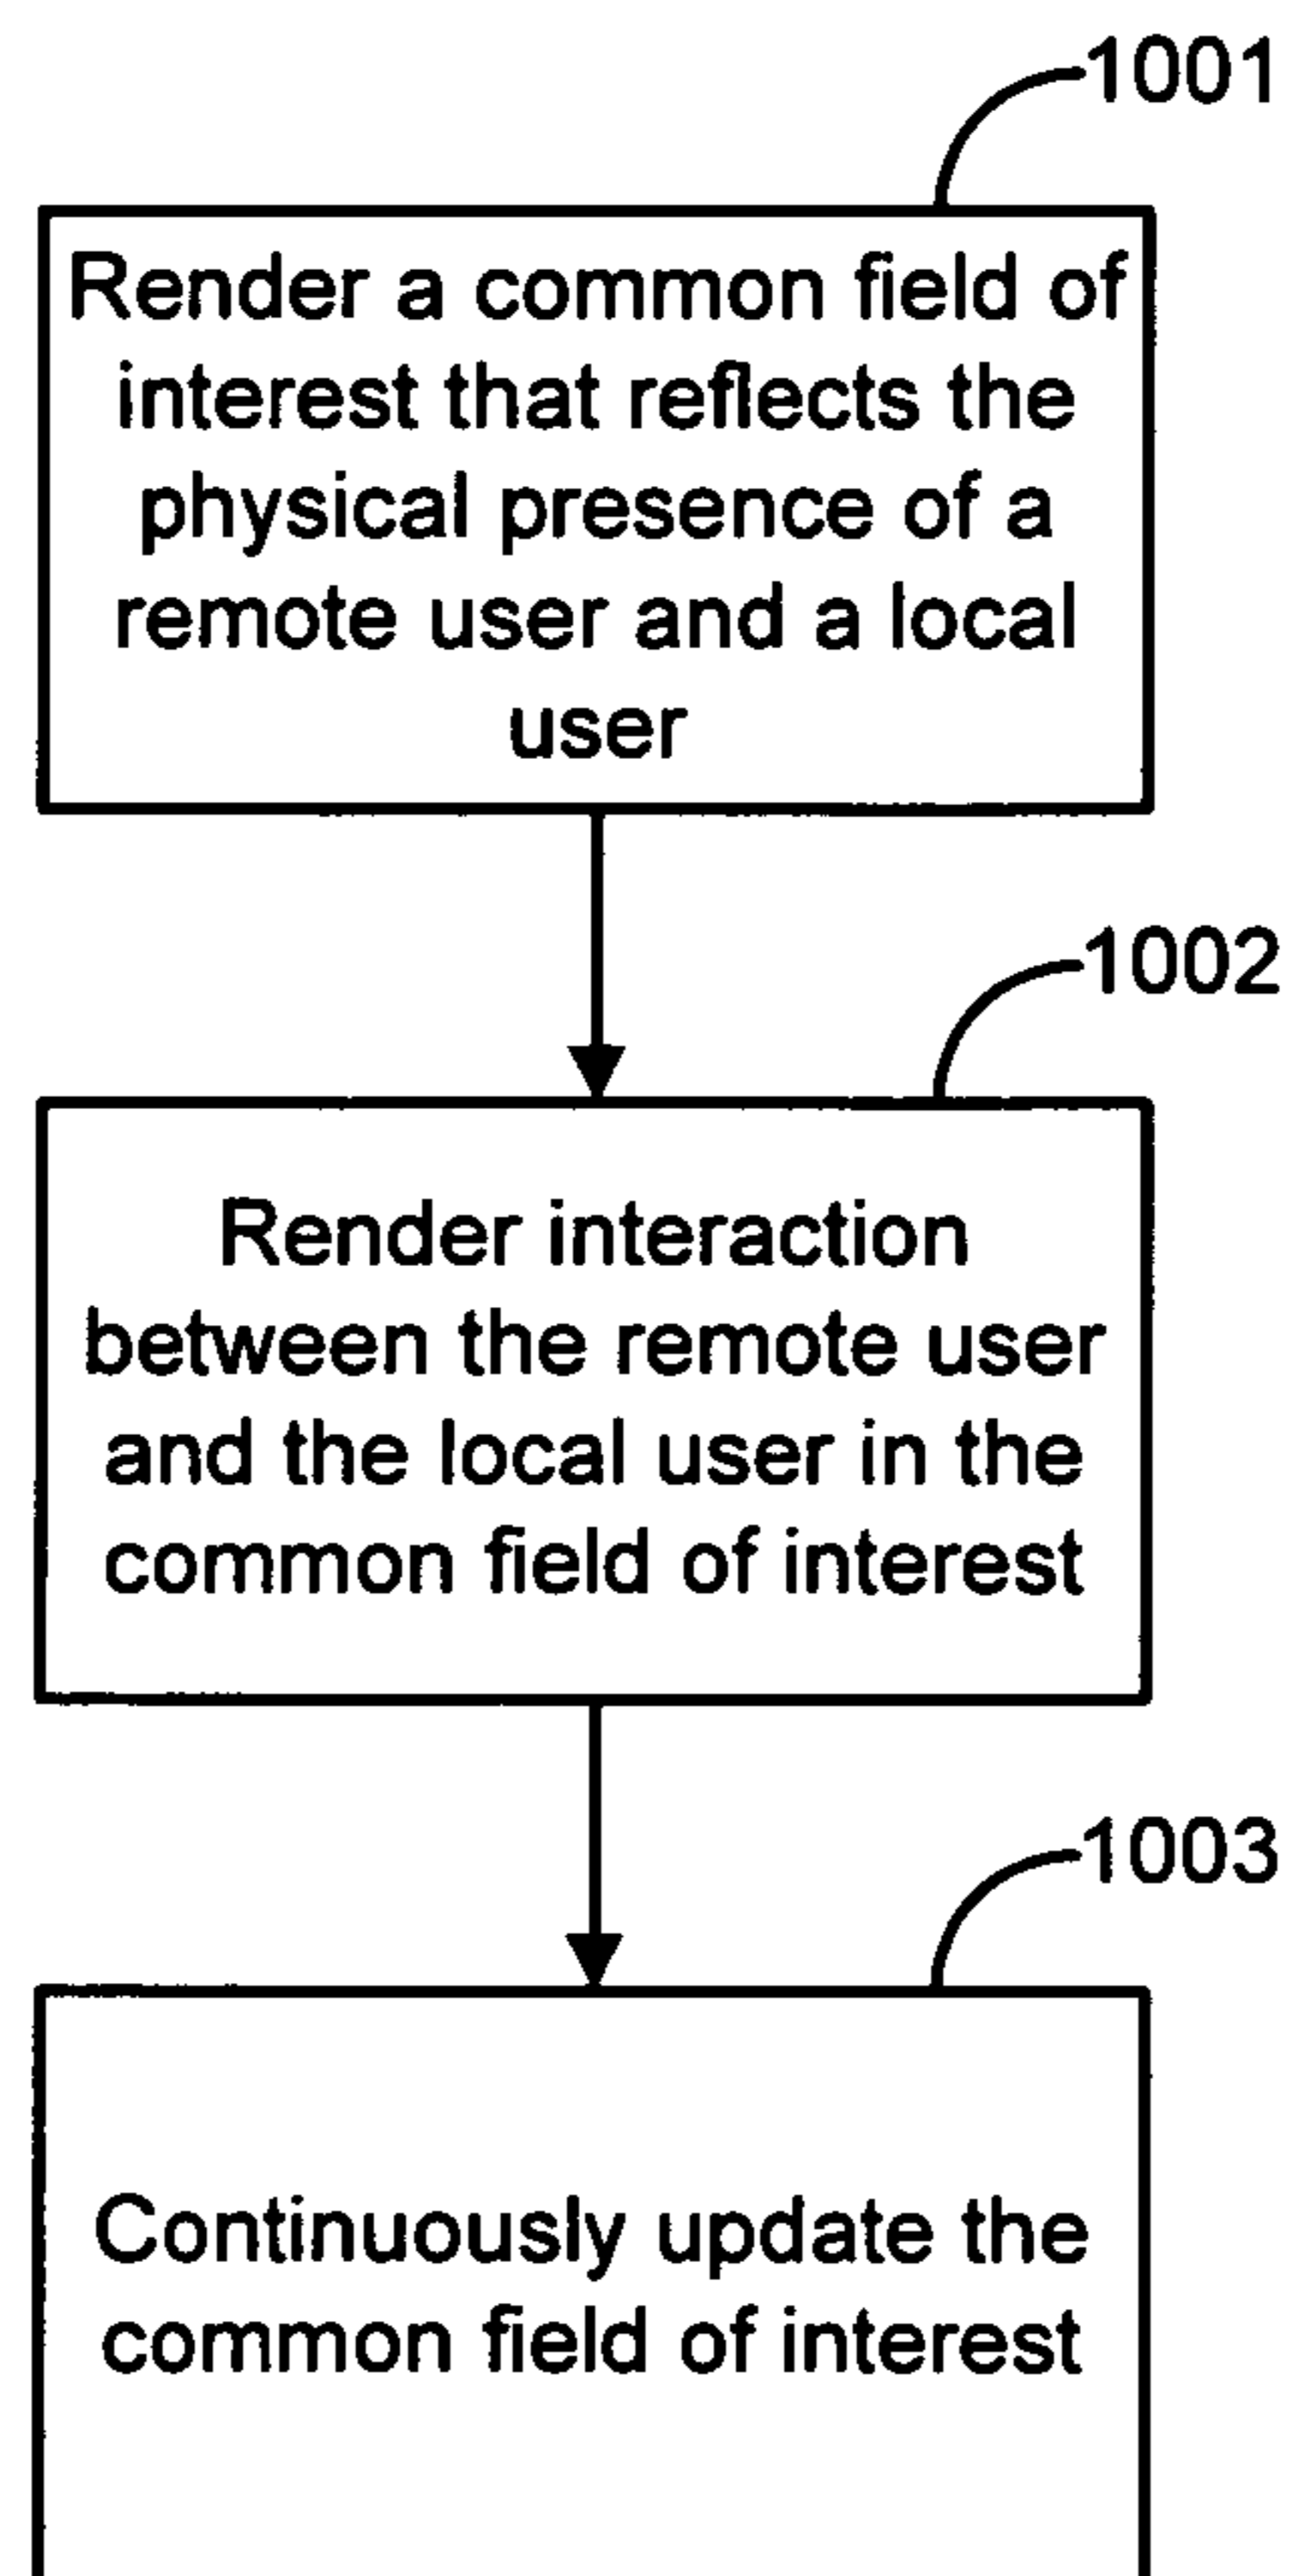 1001
Render a common field of
interest that reflects the
physical presence of a
remote user and a local
user
1002
Render interaction
between the remote user
and the local user in the
common field of interest
1003
Continuously update the
common field of interest